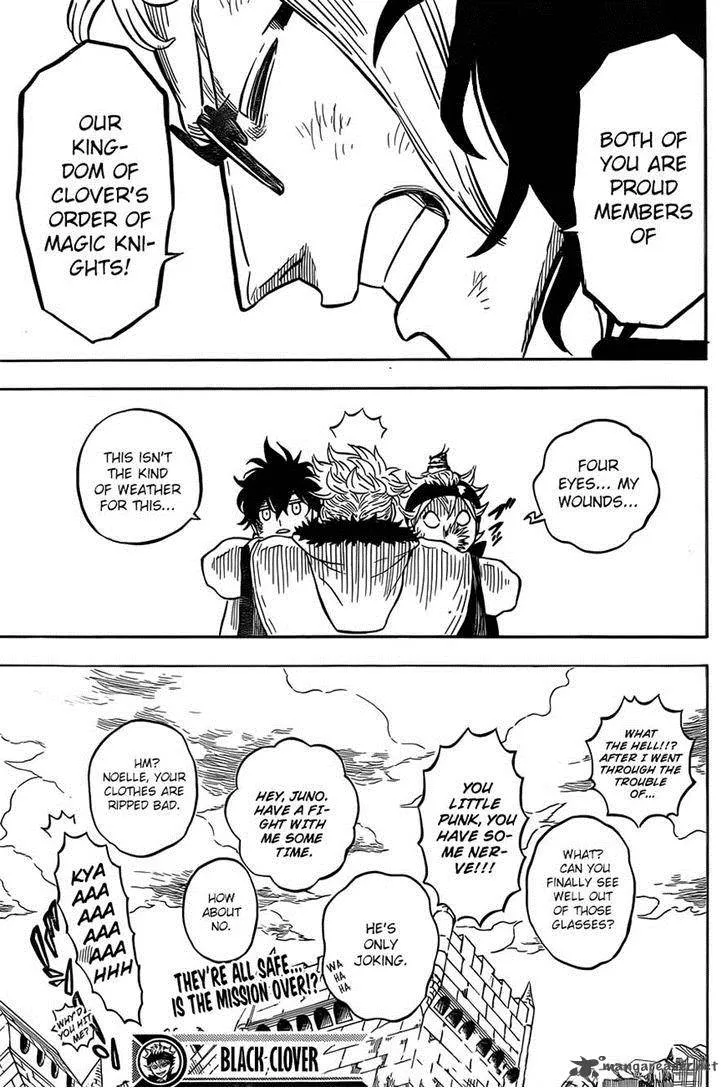 BOTH OF
YOU ARE
PROUD
MEMBERS
OF
OUR
KING-
DOM OF
CLOVER'S
ORDER OF
MAGIC KNI-
GHTS!
FOUR
EYES... MY
WOUNDS...
THIS ISN'T
THE KIND
OF WEATHER
FOR THIS...
WHAT
THE HELL!!?
AFTER I WENT
THROUGH THE
TROUBLE
OF...
WHAT?
CAN YOU
FINALLY SEE
WELL
OUT OF
THOSE
GLASSES?
YOU
LITTLE
PUNK, YOU
HAVE SO-
ME NER-
VE!!!
HEY, JUNO.
HAVE A FI-
GHT WITH
ME SOME
TIME.
HE'S
ONLY
JOKING.
WA
HA
HA
HOW
ABOUT
NO.
HM?
NOELLE, YOUR
CLOTHES ARE
RIPPED BAD.
KYA
AAA
AAA
AAA
AAA
HHH
WHY'D
YOU HIT
ME?
THEY'RE ALL SAFE...
IS THE MISSION OVER!?
BLACK CLOVER
mangareader.net